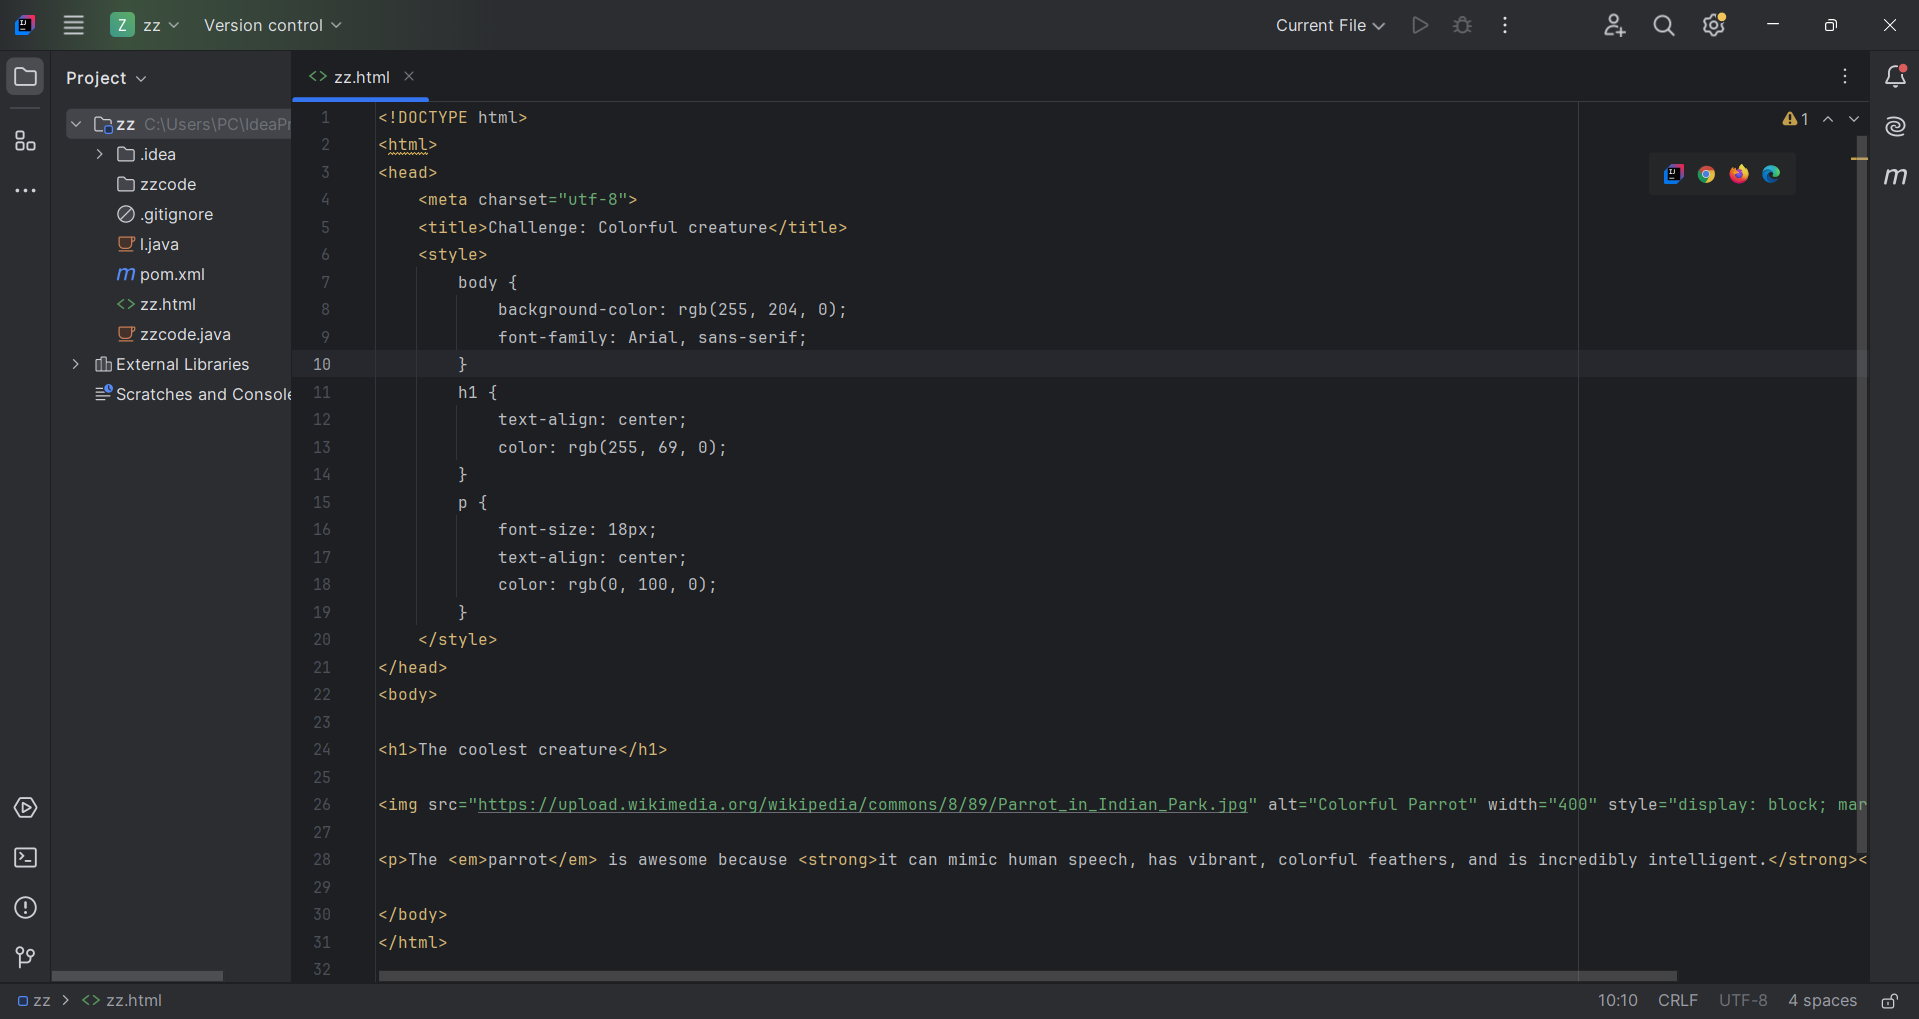 Z zz Version control Current File
Project
zz C:\Users\PC\IdeaPr
.idea
zzcode
.gitignore
I.java
m pom.xml
<> zz.html
zzcode.java
External Libraries
Scratches and Console
<> zz.html
1 <!DOCTYPE html>
2 <html>
3 <head>
4 <meta charset="utf-8">
5 <title>Challenge: Colorful creature</title>
6 <style>
7 body {
8 background-color: rgb(255, 204, 0);
9 font-family: Arial, sans-serif;
10 }
11 h1 {
12 text-align: center;
13 color: rgb(255, 69, 0);
14 }
15 p {
16 font-size: 18px;
17 text-align: center;
18 color: rgb(0, 100, 0);
19 }
20 </style>
21 </head>
22 <body>
23
24 <h1>The coolest creature</h1>
25
26 <img src="https://upload.wikimedia.org/wikipedia/commons/8/89/Parrot_in_Indian_Park.jpg" alt="Colorful Parrot" width="400" style="display: block; mar
27
28 <p>The <em>parrot</em> is awesome because <strong>it can mimic human speech, has vibrant, colorful feathers, and is incredibly intelligent.</strong><
29
30 </body>
31 </html>
32
1
m
zz > <> zz.html
10:10 CRLF UTF-8 4 spaces